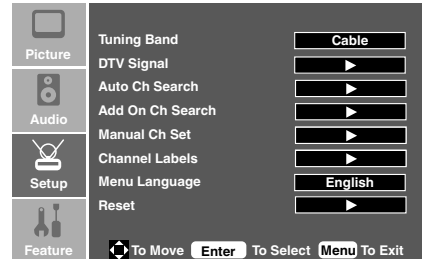 Picture
Audio
Setup
Feature
Tuning Band Cable
DTV Signal
Auto Ch Search
Add On Ch Search
Manual Ch Set
Channel Labels
Menu Language English
Reset
To Move Enter To Select Menu To Exit